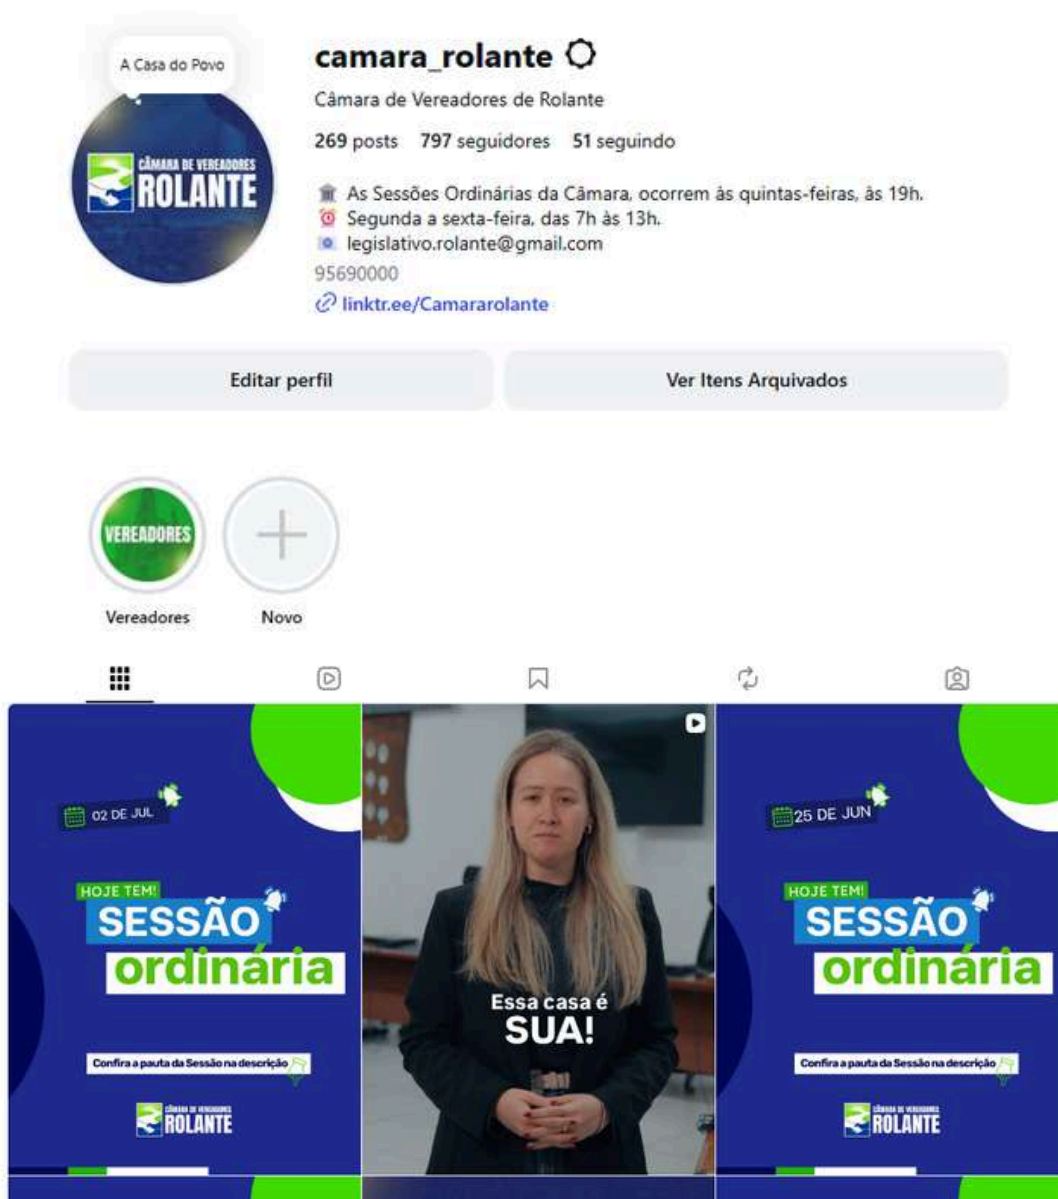 A Casa do Povo
CÂMARA DE VEREADORES
ROLANTE
camara_rolante
Câmara de Vereadores de Rolante
269 posts 797 seguidores 51 seguindo
As Sessões Ordinárias da Câmara, ocorrem às quintas-feiras, às 19h.
Segunda a sexta-feira, das 7h às 13h.
legislativo.rolante@gmail.com
95690000
linktr.ee/Camararolante
Editar perfil
Ver Itens Arquivados
VEREADORES
Vereadores
Novo
02 DE JUL
HOJE TEM!
SESSÃO
ordinária
Confira a pauta da Sessão na descrição
CÂMARA DE VEREADORES
ROLANTE
Essa casa é
SUA!
25 DE JUN
HOJE TEM!
SESSÃO
ordinária
Confira a pauta da Sessão na descrição
CÂMARA DE VEREADORES
ROLANTE